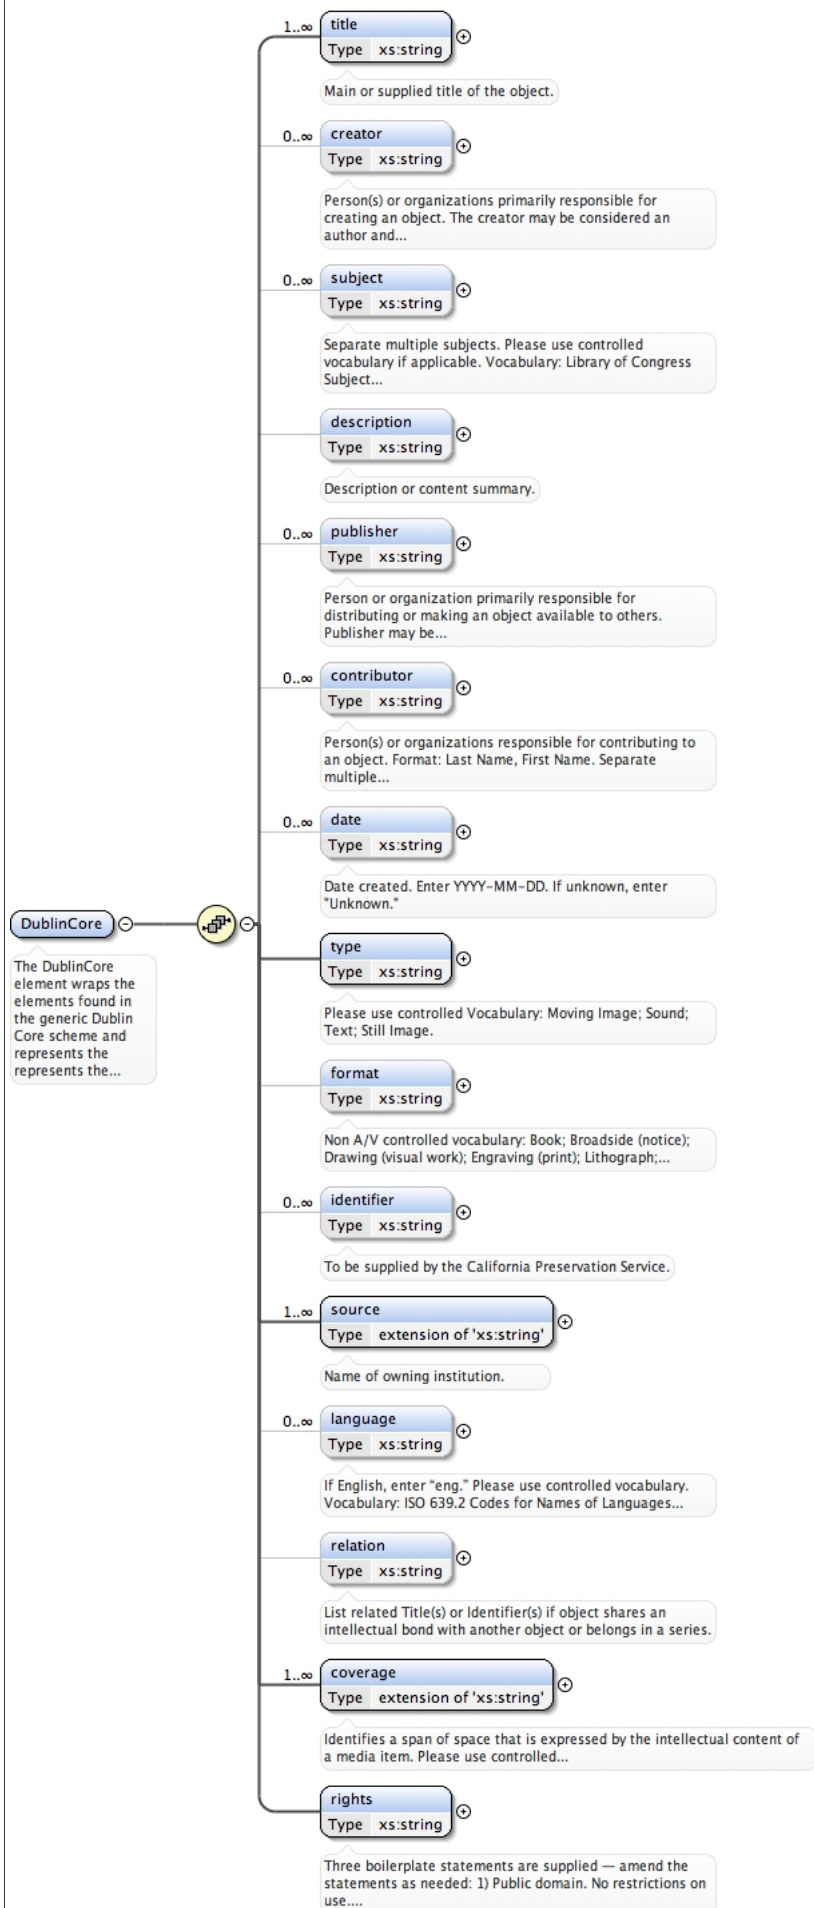 1..∞
title
Type xs:string
Main or supplied title of the object.
0..∞
creator
Type xs:string
Person(s) or organizations primarily responsible for
creating an object. The creator may be considered an
author and...
0..∞
subject
Type xs:string
Separate multiple subjects. Please use controlled
vocabulary if applicable. Vocabulary: Library of Congress
Subject...
description
Type xs:string
Description or content summary.
0..∞
publisher
Type xs:string
Person or organization primarily responsible for
distributing or making an object available to others.
Publisher may be...
0..∞
contributor
Type xs:string
Person(s) or organizations responsible for contributing to
an object. Format: Last Name, First Name. Separate
multiple...
0..∞
date
Type xs:string
Date created. Enter YYYY-MM-DD. If unknown, enter
"Unknown."
DublinCore
The DublinCore
element wraps the
elements found in
the generic Dublin
Core scheme and
represents the
represents the...
type
Type xs:string
Please use controlled Vocabulary: Moving Image; Sound;
Text; Still Image.
format
Type xs:string
Non A/V controlled vocabulary: Book; Broadside (notice);
Drawing (visual work); Engraving (print); Lithograph;...
0..∞
identifier
Type xs:string
To be supplied by the California Preservation Service.
1..∞
source
Type extension of 'xs:string'
Name of owning institution.
0..∞
language
Type xs:string
If English, enter “eng.” Please use controlled vocabulary.
Vocabulary: ISO 639.2 Codes for Names of Languages...
relation
Type xs:string
List related Title(s) or Identifier(s) if object shares an
intellectual bond with another object or belongs in a series.
1..∞
coverage
Type extension of 'xs:string'
Identifies a span of space that is expressed by the intellectual content of
a media item. Please use controlled...
rights
Type xs:string
Three boilerplate statements are supplied — amend the
statements as needed: 1) Public domain. No restrictions on
use....